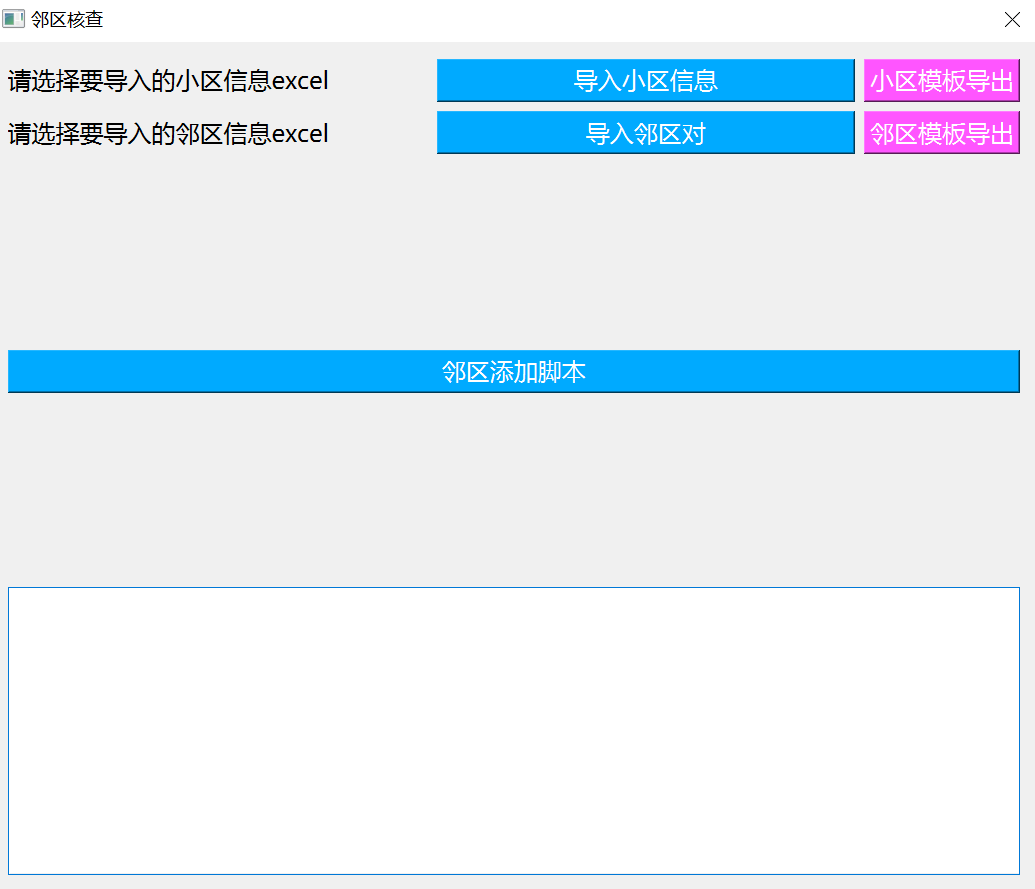 邻区核查
请选择要导入的小区信息excel 导入小区信息 小区模板导出
请选择要导入的邻区信息excel 导入邻区对 邻区模板导出
邻区添加脚本